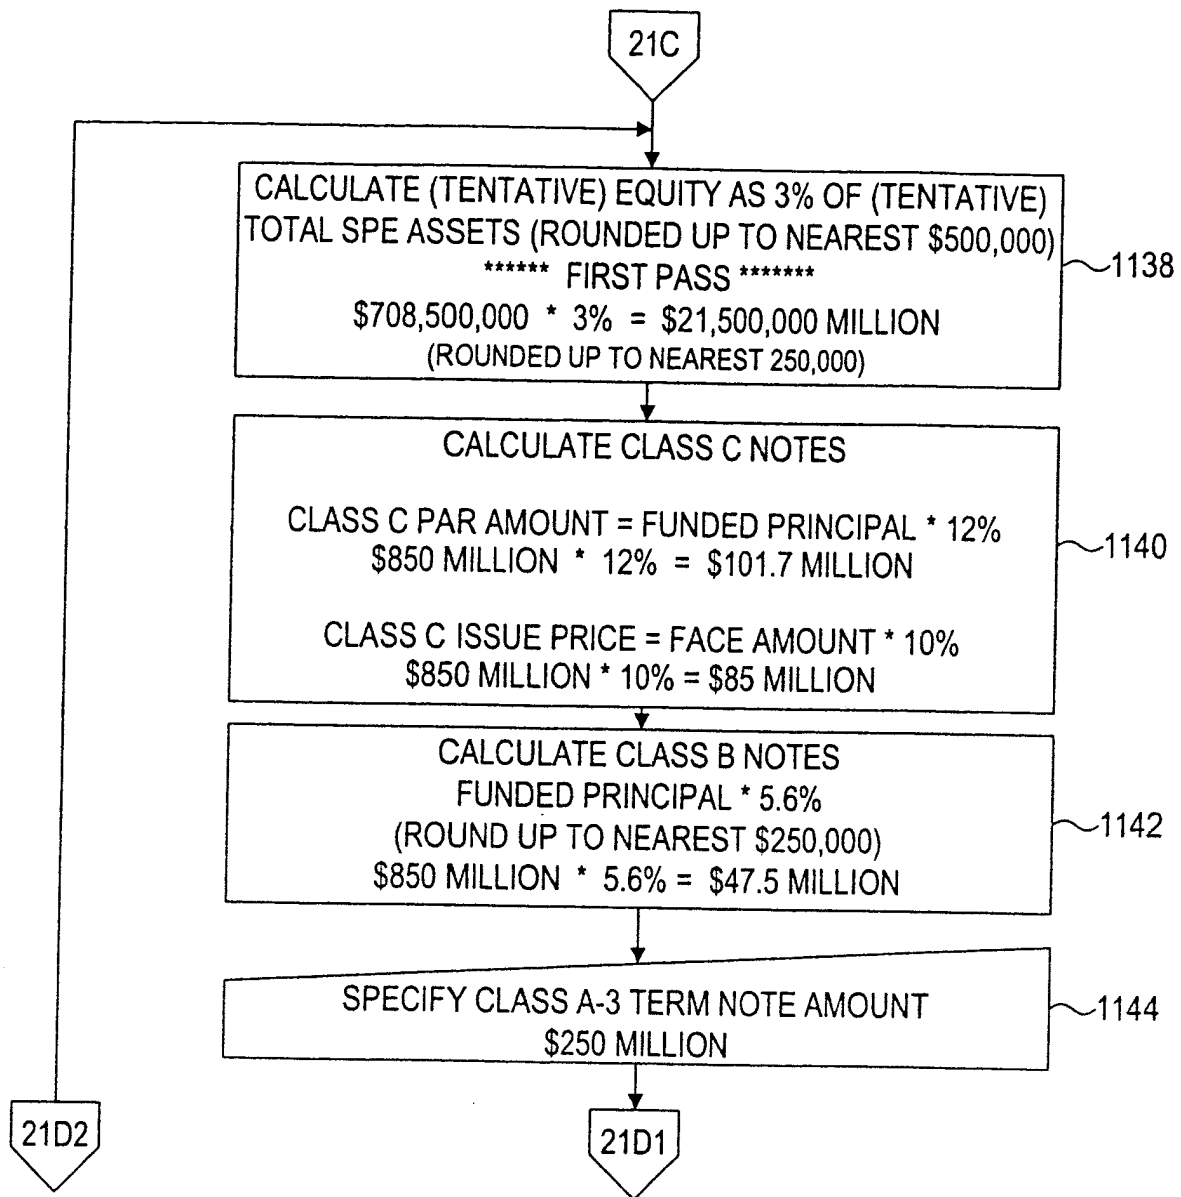 21C
CALCULATE (TENTATIVE) EQUITY AS 3% OF (TENTATIVE)
TOTAL SPE ASSETS (ROUNDED UP TO NEAREST $500,000)
****** FIRST PASS *******
$708,500,000 * 3% = $21,500,000 MILLION
(ROUNDED UP TO NEAREST 250,000)
1138
CALCULATE CLASS C NOTES
CLASS C PAR AMOUNT = FUNDED PRINCIPAL * 12%
$850 MILLION * 12% = $101.7 MILLION
1140
CLASS C ISSUE PRICE = FACE AMOUNT * 10%
$850 MILLION * 10% = $85 MILLION
CALCULATE CLASS B NOTES
FUNDED PRINCIPAL * 5.6%
(ROUND UP TO NEAREST $250,000)
$850 MILLION * 5.6% = $47.5 MILLION
1142
SPECIFY CLASS A-3 TERM NOTE AMOUNT
$250 MILLION
1144
21D2
21D1